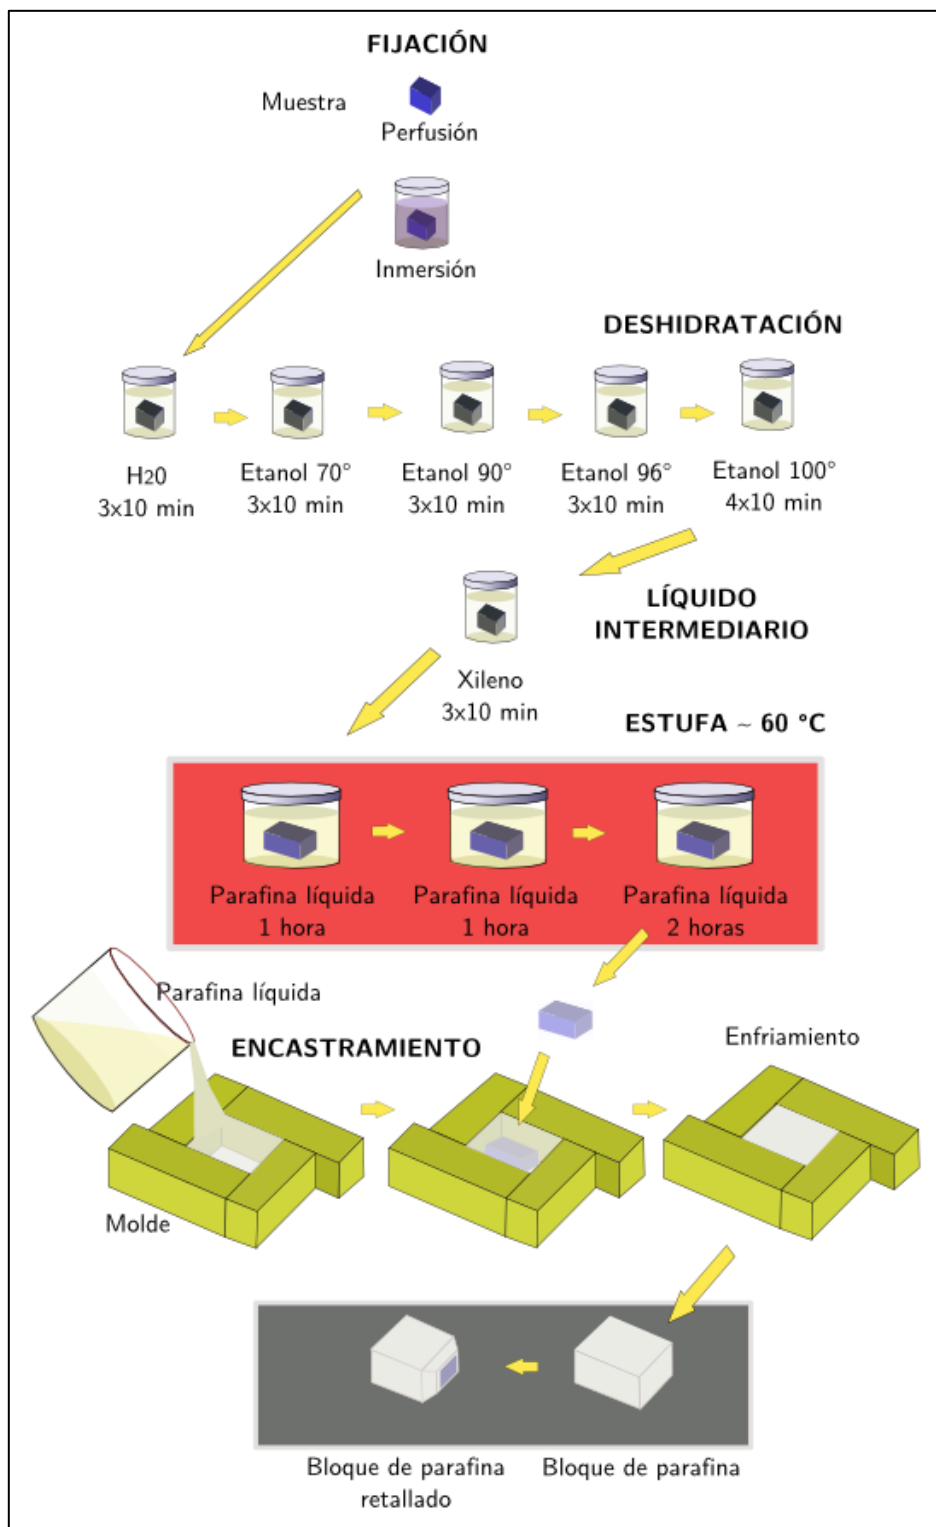 FIJACIÓN
Muestra
Perfusión
Inmersión
DESHIDRATACIÓN
H20
3x10 min
Etanol 70°
3x10 min
Etanol 90°
3x10 min
Etanol 96°
3x10 min
Etanol 100°
4x10 min
LÍQUIDO
INTERMEDIARIO
Xileno
3x10 min
ESTUFA ~ 60 °C
Parafina líquida
1 hora
Parafina líquida
1 hora
Parafina líquida
2 horas
Parafina líquida
ENCASTRAMIENTO
Enfriamiento
Molde
Bloque de parafina
retallado
Bloque de parafina